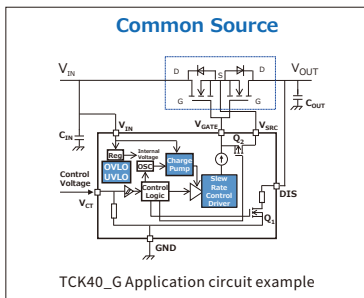 Common Source
VIN
D
S
D
VOUT
G
G
COUT
CIN
VIN
VGATE
VSRC
Q2
Reg
Internal
Voltage
OSC
Charge
Pump
OVLO
UVLO
Control
Voltage
Control
Logic
Slew
Rate
Control
Driver
DIS
VCT
Q1
GND
TCK40_G Application circuit example